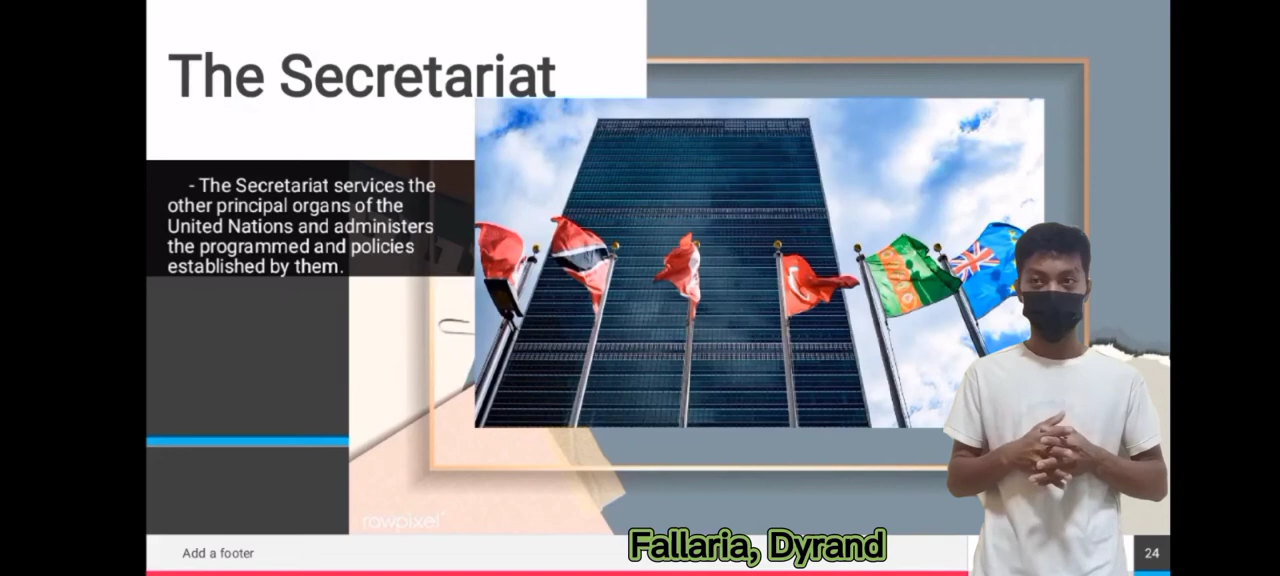 The Secretariat
- The Secretariat services the
other principal organs of the
United Nations and administers
the programmed and policies
established by them.
rawpixel
Add a footer
Fallaria, Dyrand
24